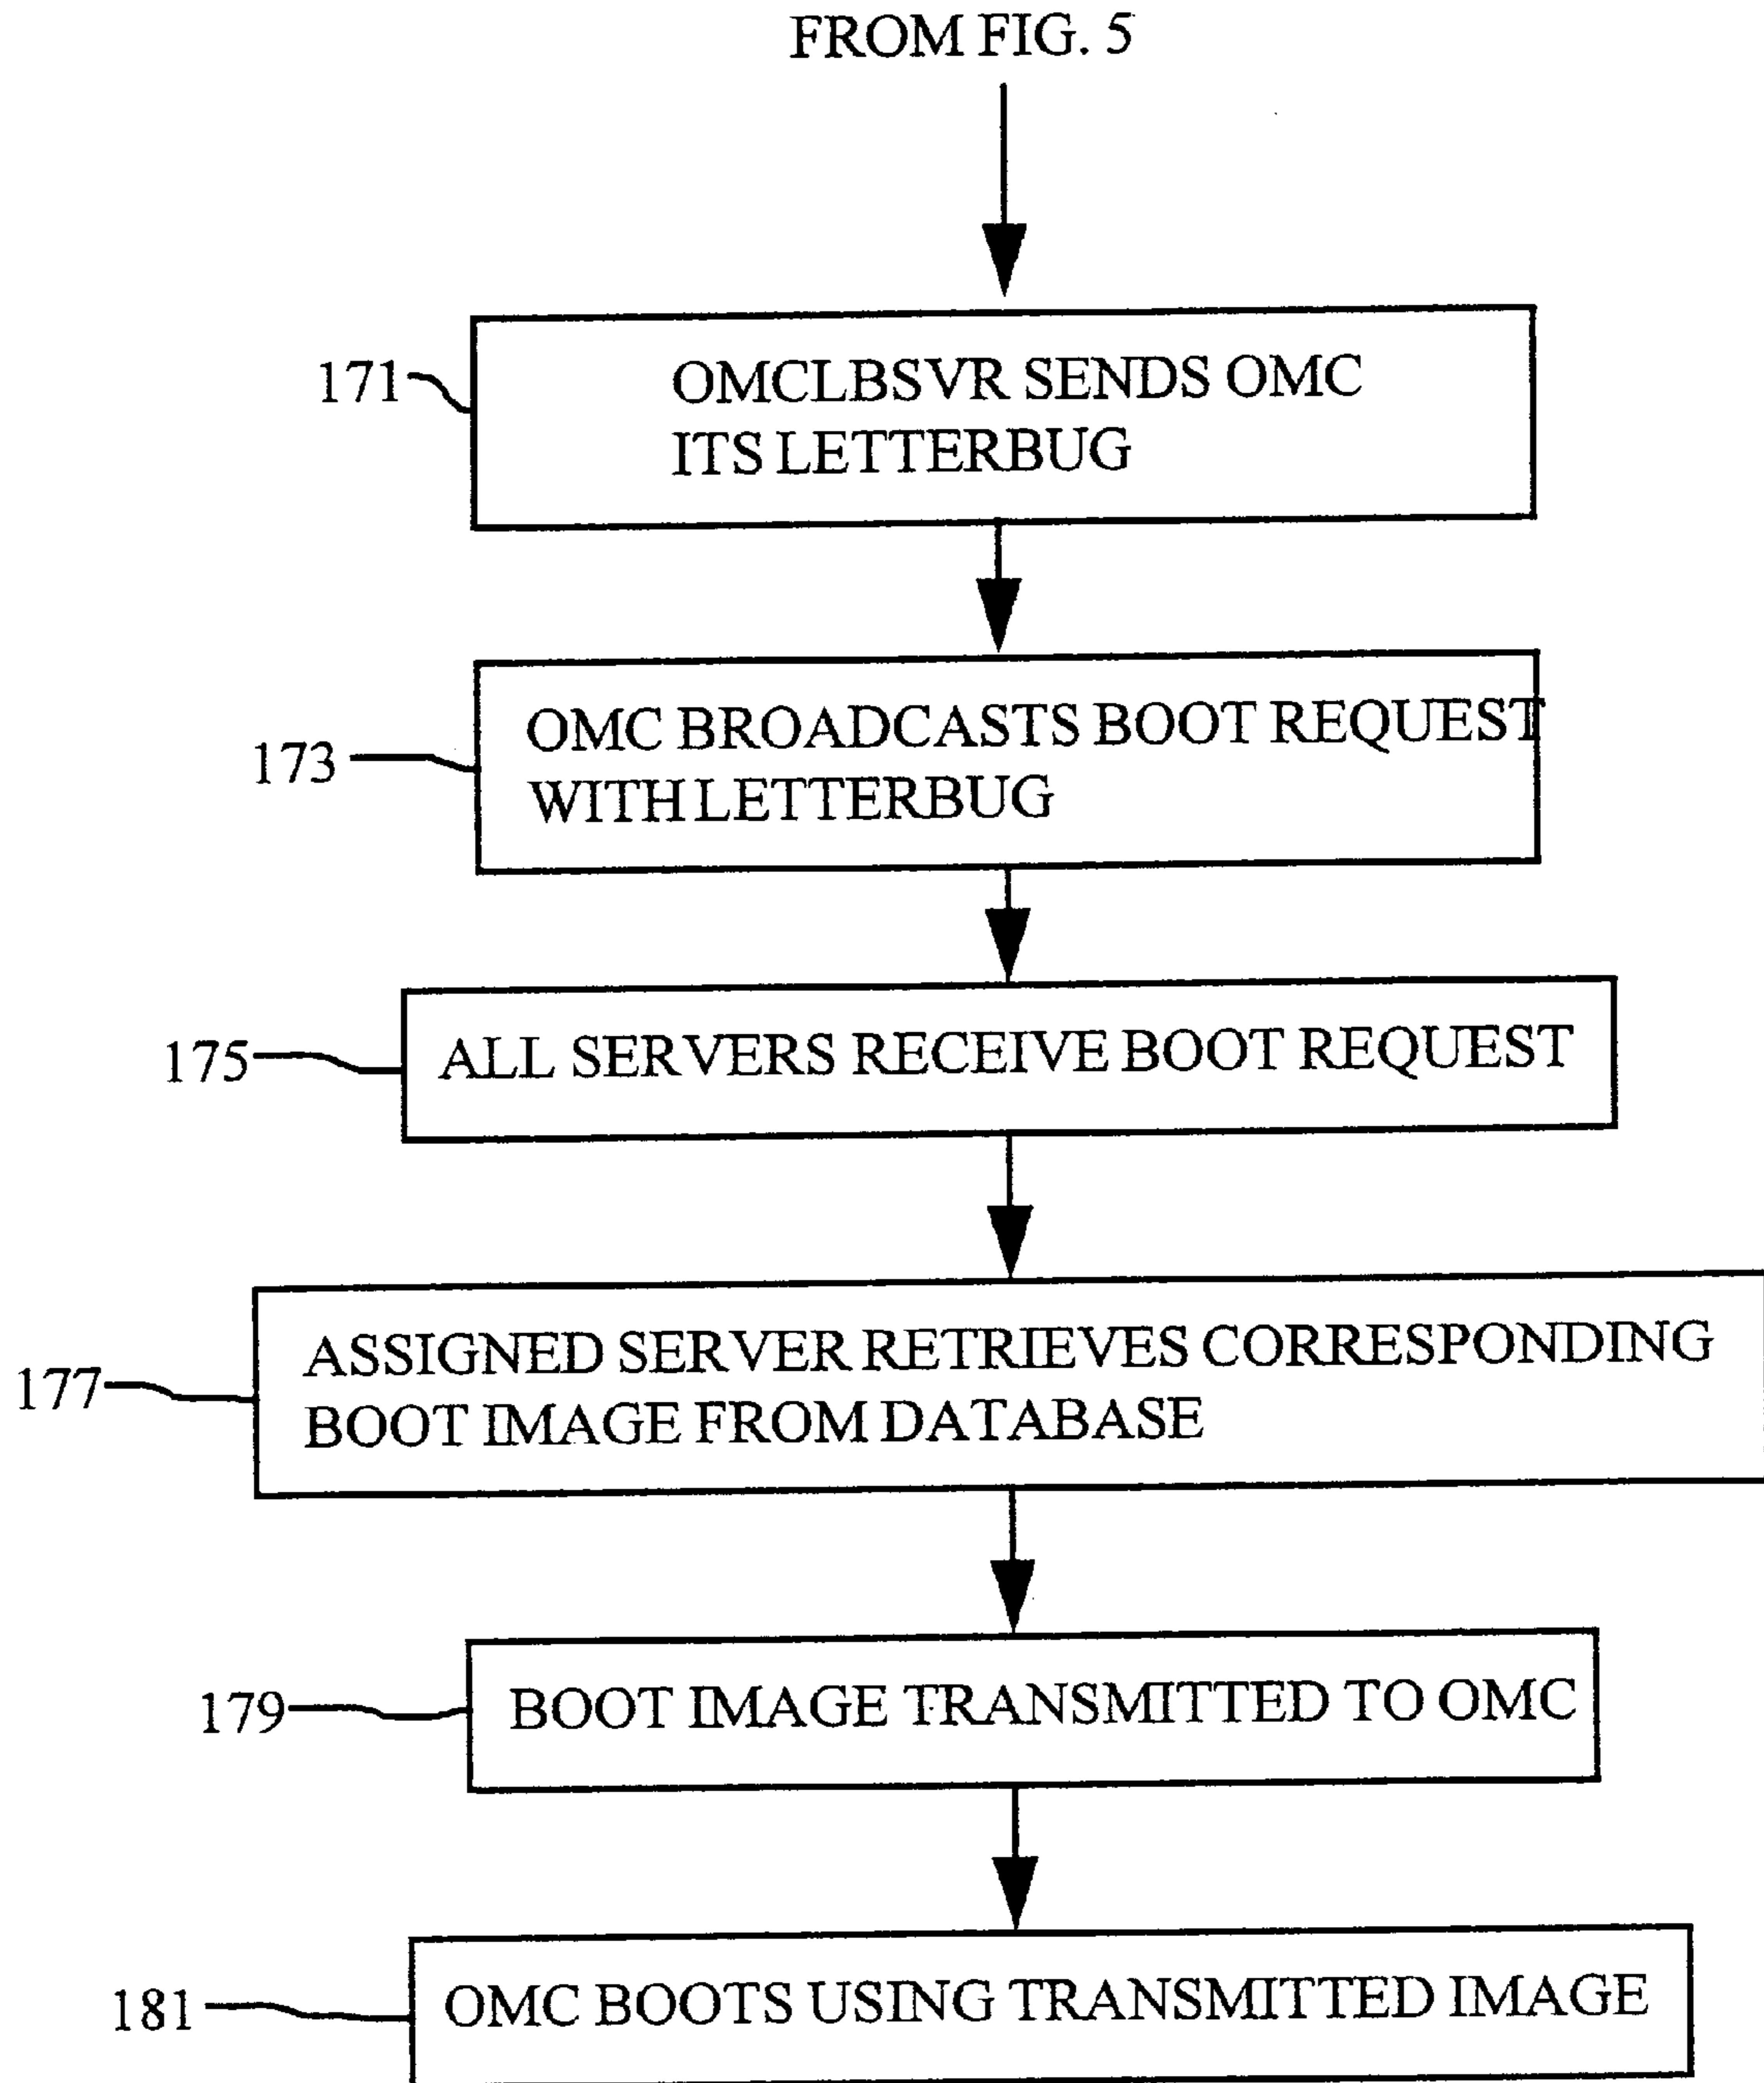 FROM FIG. 5
171
OMCLBSVR SENDS OMC
ITS LETTERBUG
173
OMC BROADCASTS BOOT REQUEST
WITH LETTERBUG
175
ALL SERVERS RECEIVE BOOT REQUEST
177
ASSIGNED SERVER RETRIEVES CORRESPONDING
BOOT IMAGE FROM DATABASE
179
BOOT IMAGE TRANSMITTED TO OMC
181
OMC BOOTS USING TRANSMITTED IMAGE